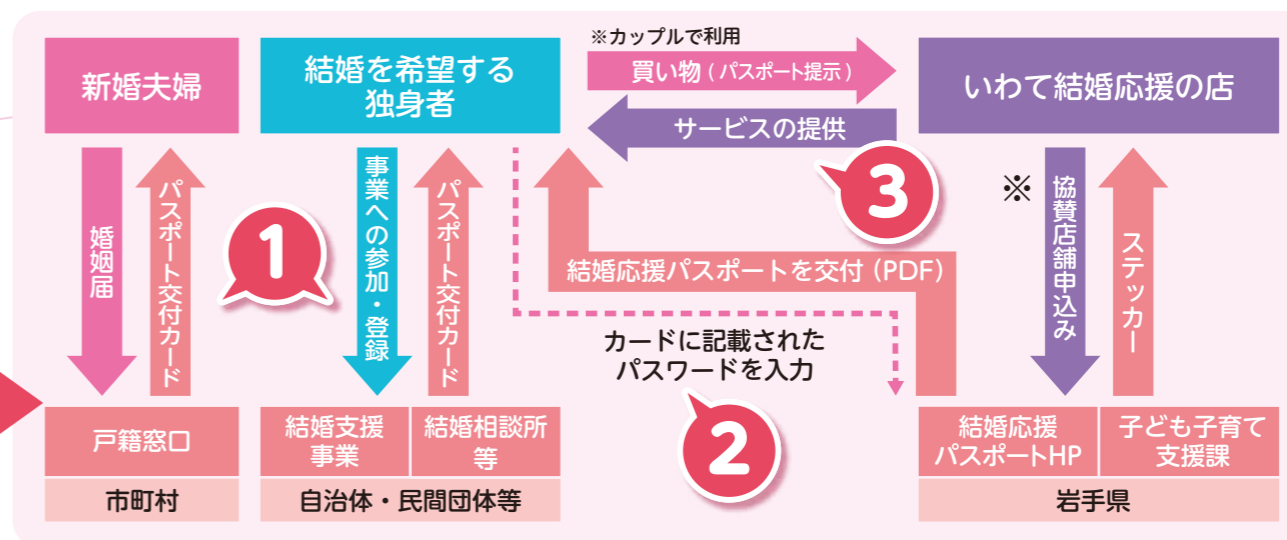 ※カップルで利用
新婚夫婦
結婚を希望する
独身者
買い物(パスポート提示)
サービスの提供
いわて結婚応援の店
婚姻届
パスポート交付カード
1
事業への参加・登録
パスポート交付カード
3
※
協賛店舗申込み
ステッカー
結婚応援パスポートを交付(PDF)
カードに記載された
パスワードを入力
2
戸籍窓口
市町村
結婚支援
事業
結婚相談所
等
自治体・民間団体等
結婚応援
パスポートHP
子ども子育て
支援課
岩手県